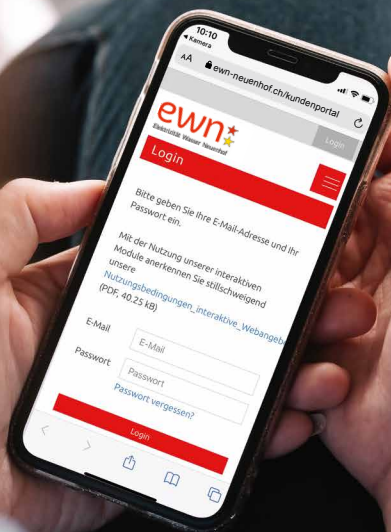 10:10
Kamera
AA ewn-neuenhof.ch/kundenportal
Login
ewn
Elektrizität Wasser Neuenhof
Login
Bitte geben Sie Ihre E-Mail-Adresse und Ihr
Passwort ein.
Mit der Nutzung unserer interaktiven
Module anerkennen Sie stillschweigend
unsere
Nutzungsbedingungen_interaktive_Webangebo
(PDF, 40.25 kB)
E-Mail
E-Mail
Passwort
Passwort
Passwort vergessen?
Login